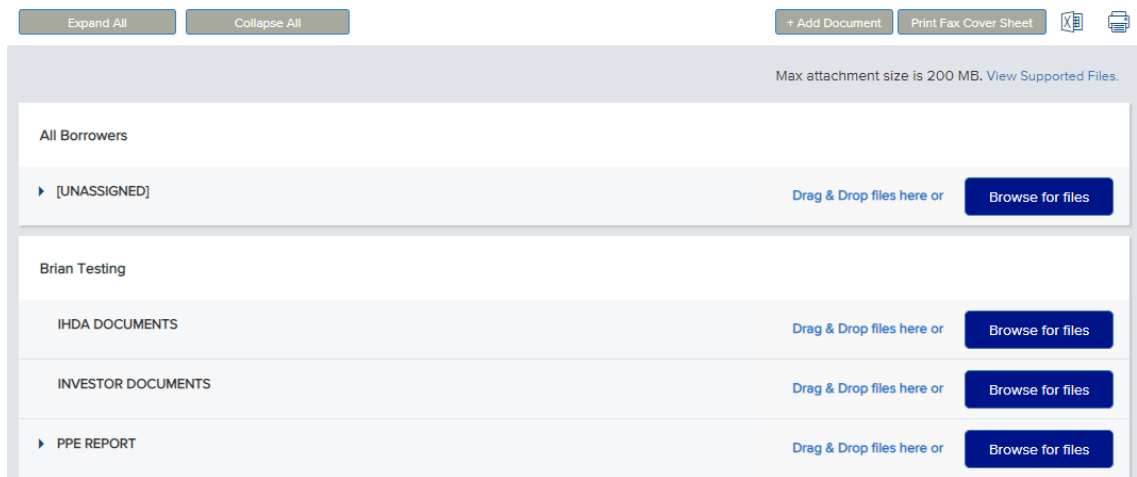 Expand All Collapse All + Add Document Print Fax Cover Sheet
Max attachment size is 200 MB. View Supported Files.
All Borrowers
[UNASSIGNED] Drag & Drop files here or Browse for files
Brian Testing
IHDA DOCUMENTS Drag & Drop files here or Browse for files
INVESTOR DOCUMENTS Drag & Drop files here or Browse for files
PPE REPORT Drag & Drop files here or Browse for files